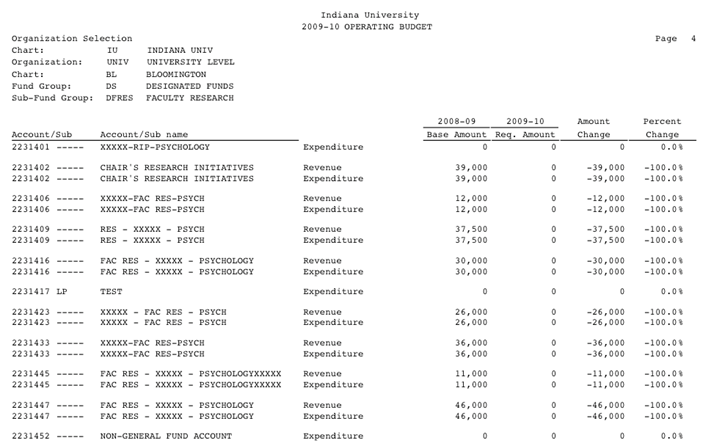 Indiana University
2009-10 OPERATING BUDGET
Organization Selection Page 4
Chart: IU INDIANA UNIV
Organization: UNIV UNIVERSITY LEVEL
Chart: BL BLOOMINGTON
Fund Group: DS DESIGNATED FUNDS
Sub-Fund Group: DFRES FACULTY RESEARCH
2008-09 2009-10 Amount Percent
Account/Sub Account/Sub name Base Amount Req. Amount Change Change
2231401 ----- XXXXX-RIP-PSYCHOLOGY Expenditure 0 0 0 0.0%
2231402 ----- CHAIR'S RESEARCH INITIATIVES Revenue 39,000 0 -39,000 -100.0%
2231402 ----- CHAIR'S RESEARCH INITIATIVES Expenditure 39,000 0 -39,000 -100.0%
2231406 ----- XXXXX-FAC RES-PSYCH Revenue 12,000 0 -12,000 -100.0%
2231406 ----- XXXXX-FAC RES-PSYCH Expenditure 12,000 0 -12,000 -100.0%
2231409 ----- RES - XXXXX - PSYCH Revenue 37,500 0 -37,500 -100.0%
2231409 ----- RES - XXXXX - PSYCH Expenditure 37,500 0 -37,500 -100.0%
2231416 ----- FAC RES - XXXXX - PSYCHOLOGY Revenue 30,000 0 -30,000 -100.0%
2231416 ----- FAC RES - XXXXX - PSYCHOLOGY Expenditure 30,000 0 -30,000 -100.0%
2231417 LP TEST Expenditure 0 0 0 0.0%
2231423 ----- XXXXX - FAC RES - PSYCH Revenue 26,000 0 -26,000 -100.0%
2231423 ----- XXXXX - FAC RES - PSYCH Expenditure 26,000 0 -26,000 -100.0%
2231433 ----- XXXXX-FAC RES-PSYCH Revenue 36,000 0 -36,000 -100.0%
2231433 ----- XXXXX-FAC RES-PSYCH Expenditure 36,000 0 -36,000 -100.0%
2231445 ----- FAC RES - XXXXX - PSYCHOLOGYXXXXX Revenue 11,000 0 -11,000 -100.0%
2231445 ----- FAC RES - XXXXX - PSYCHOLOGYXXXXX Expenditure 11,000 0 -11,000 -100.0%
2231447 ----- FAC RES - XXXXX - PSYCHOLOGY Revenue 46,000 0 -46,000 -100.0%
2231447 ----- FAC RES - XXXXX - PSYCHOLOGY Expenditure 46,000 0 -46,000 -100.0%
2231452 ----- NON-GENERAL FUND ACCOUNT Expenditure 0 0 0 0.0%